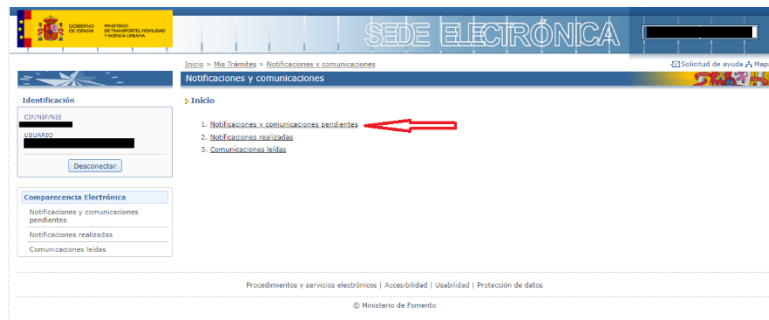 GOBIERNO
DE ESPAÑA
MINISTERIO
DE TRANSPORTES, MOVILIDAD
Y AGENDA URBANA
SEDE ELECTRÓNICA
Inicio > Mis Trámites > Notificaciones y comunicaciones
Solicitud de ayuda
Mapa
Notificaciones y comunicaciones
Identificación
CIF/NIF/NIE
USUARIO
Desconectar
Comparecencia Electrónica
Notificaciones y comunicaciones
pendientes
Notificaciones realizadas
Comunicaciones leídas
Inicio
1. Notificaciones y comunicaciones pendientes
2. Notificaciones realizadas
3. Comunicaciones leídas
Procedimientos y servicios electrónicos | Accesibilidad | Usabilidad | Protección de datos
© Ministerio de Fomento